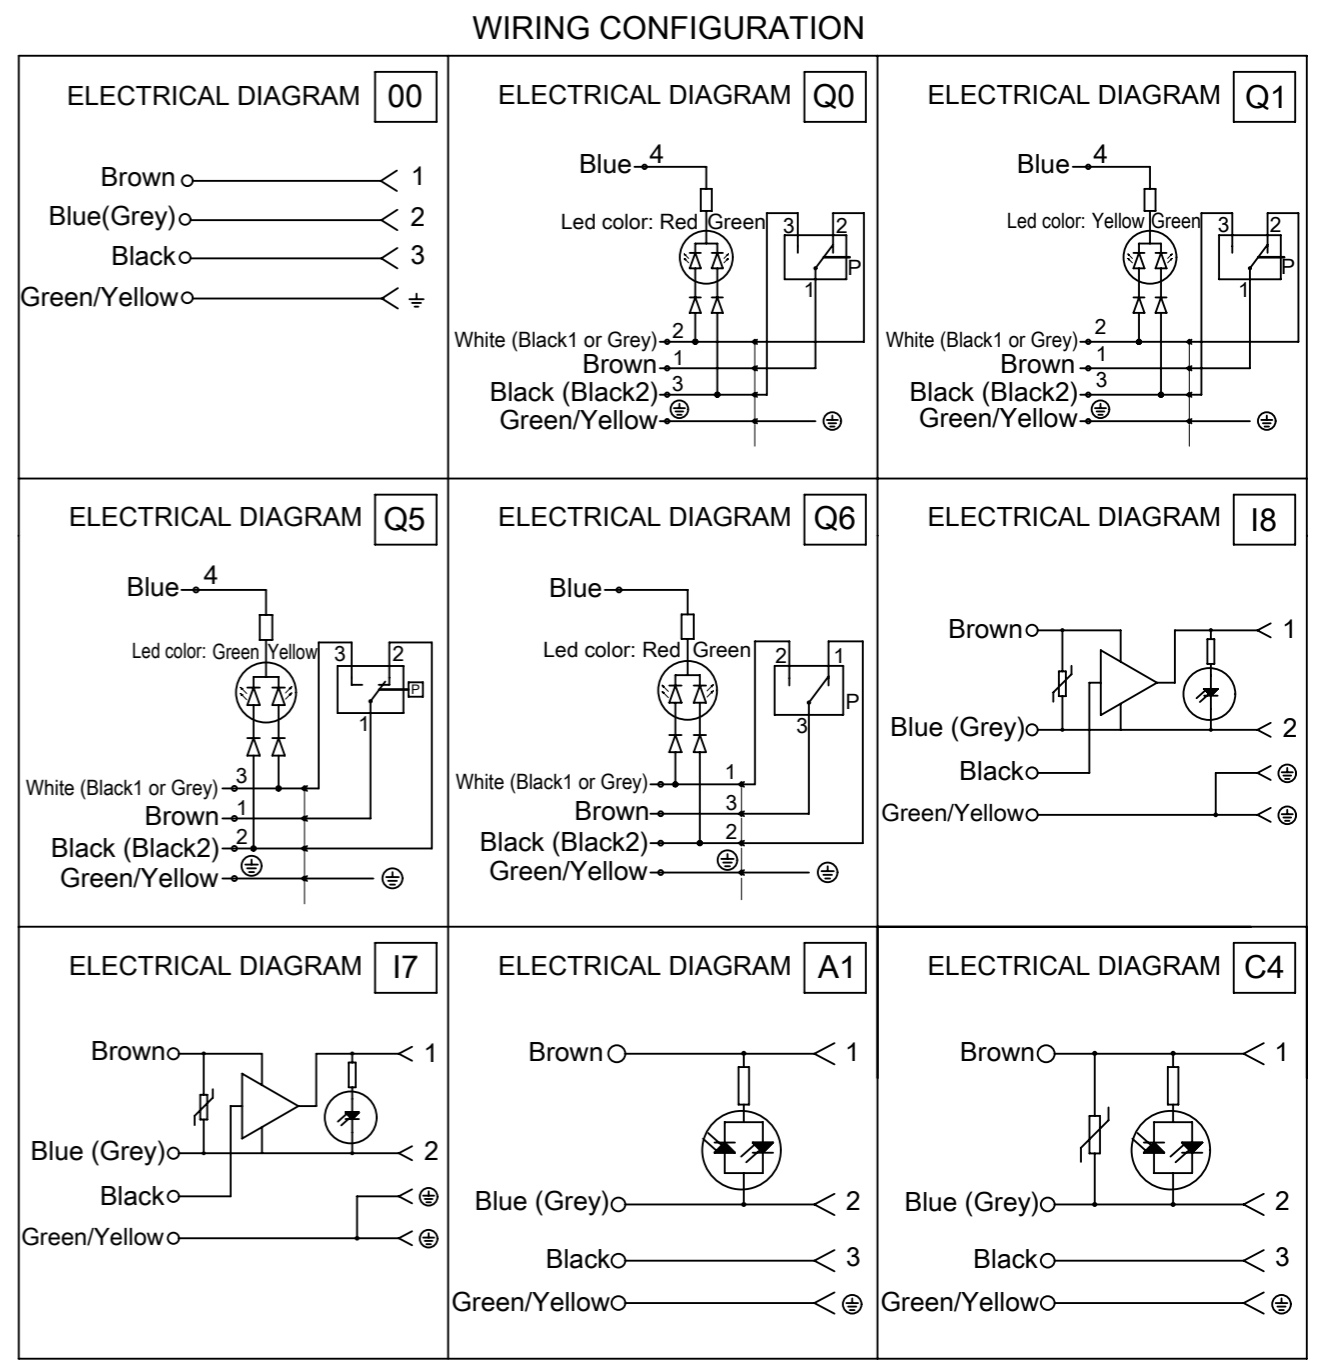 WIRING CONFIGURATION
ELECTRICAL DIAGRAM 00
Brown 1
Blue(Grey) 2
Black 3
Green/Yellow
ELECTRICAL DIAGRAM Q0
Blue 4
Led color: Red Green 3 2
P
1
White (Black1 or Grey) 2
Brown 1
Black (Black2) 3
Green/Yellow
ELECTRICAL DIAGRAM Q1
Blue 4
Led color: Yellow Green 3 2
P
1
White (Black1 or Grey) 2
Brown 1
Black (Black2) 3
Green/Yellow
ELECTRICAL DIAGRAM Q5
Blue 4
Led color: Green Yellow 3 2
P
1
White (Black1 or Grey) 3
Brown 1
Black (Black2) 2
Green/Yellow
ELECTRICAL DIAGRAM Q6
Blue
Led color: Red Green 2 1
P
3
White (Black1 or Grey) 1
Brown 3
Black (Black2) 2
Green/Yellow
ELECTRICAL DIAGRAM I8
Brown 1
Blue (Grey) 2
Black
Green/Yellow
ELECTRICAL DIAGRAM I7
Brown 1
Blue (Grey) 2
Black
Green/Yellow
ELECTRICAL DIAGRAM A1
Brown 1
Blue (Grey) 2
Black 3
Green/Yellow
ELECTRICAL DIAGRAM C4
Brown 1
Blue (Grey) 2
Black 3
Green/Yellow